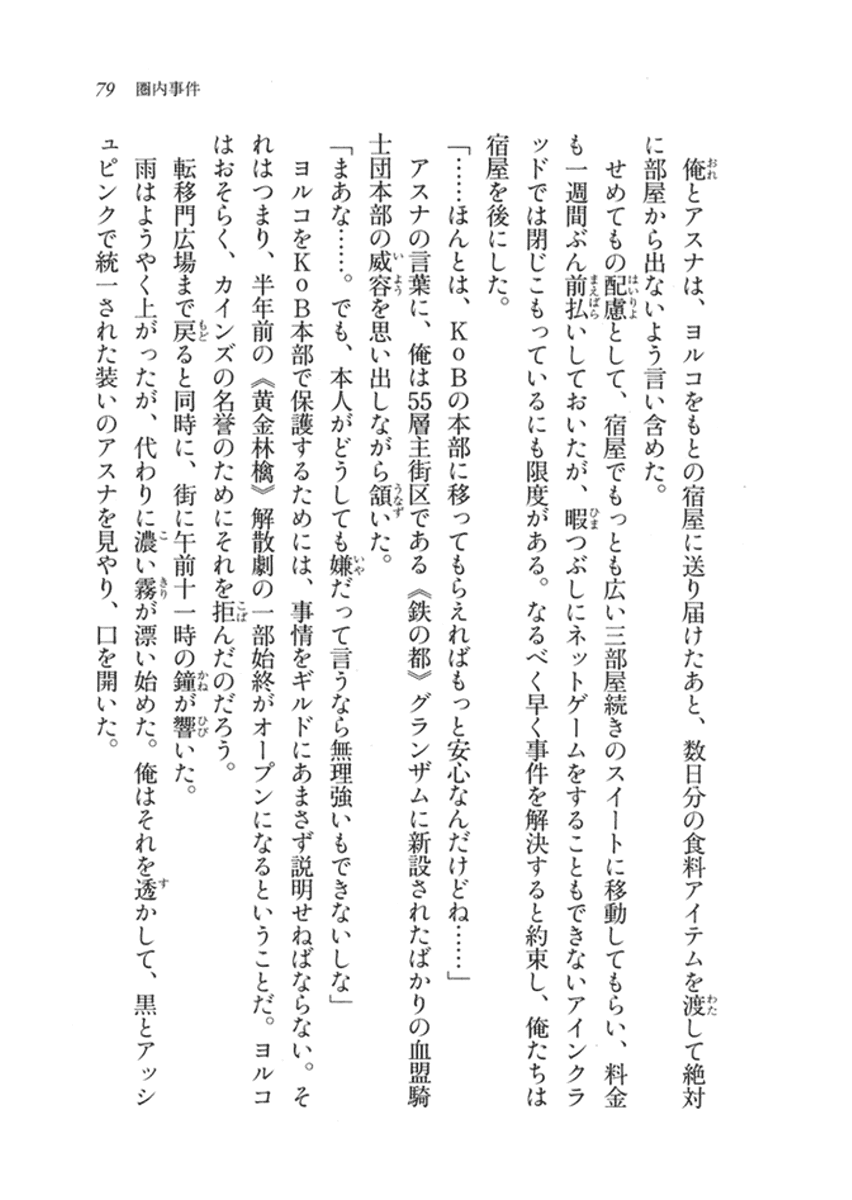 79 圏内事件
俺とアスナは、ヨルコをもとの宿屋に送り届けたあと、数日分の食料アイテムを渡して絶対
に部屋から出ないよう言い含めた。
せめてもの配慮として、宿屋でもっとも広い三部屋続きのスイートに移動してもらい、料金
も一週間ぶん前払いしておいたが、暇つぶしにネットゲームをすることもできないアインクラ
ッドでは閉じこもっているにも限度がある。なるべく早く事件を解決すると約束し、俺たちは
宿屋を後にした。
「……ほんとは、ＫｏＢの本部に移ってもらえればもっと安心なんだけどね……」
アスナの言葉に、俺は55層主街区である《鉄の都》グランザムに新設されたばかりの血盟騎
士団本部の威容を思い出しながら頷いた。
「まあな……。でも、本人がどうしても嫌だって言うなら無理強いもできないしな」
ヨルコをＫｏＢ本部で保護するためには、事情をギルドにあまさず説明せねばならない。そ
れはつまり、半年前の《黄金林檎》解散劇の一部始終がオープンになるということだ。ヨルコ
はおそらく、カインズの名誉のためにそれを拒んだのだろう。
転移門広場まで戻ると同時に、街に午前十一時の鐘が響いた。
雨はようやく上がったが、代わりに濃い霧が漂い始めた。俺はそれを透かして、黒とアッシ
ュピンクで統一された装いのアスナを見やり、口を開いた。